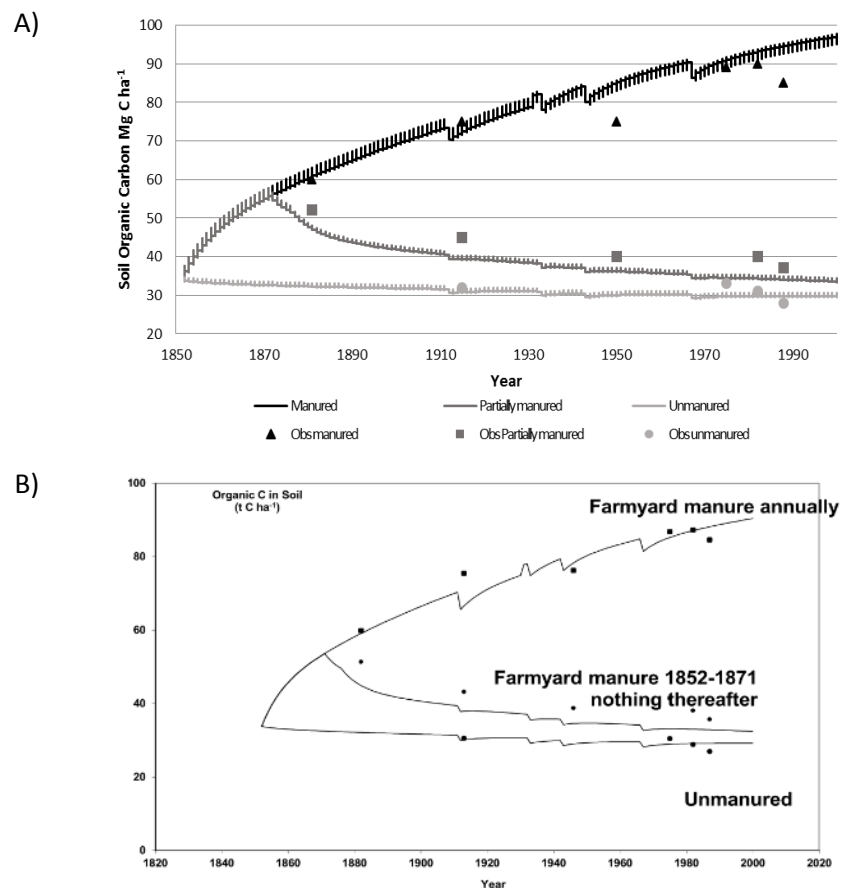 A)
100
90
80
70
60
50
40
30
20
Soil Organic Carbon Mg C ha⁻¹
1850 1870 1890 1910 1930 1950 1970 1990
Year
Manured Partially manured Unmanured
Obs manured Obs Partially manured Obs unmanured
B)
100
80
60
40
20
0
Organic C in Soil
(t C ha⁻¹)
Farmyard manure annually
Farmyard manure 1852-1871
nothing thereafter
Unmanured
1820 1840 1860 1880 1900 1920 1940 1960 1980 2000 2020
Year